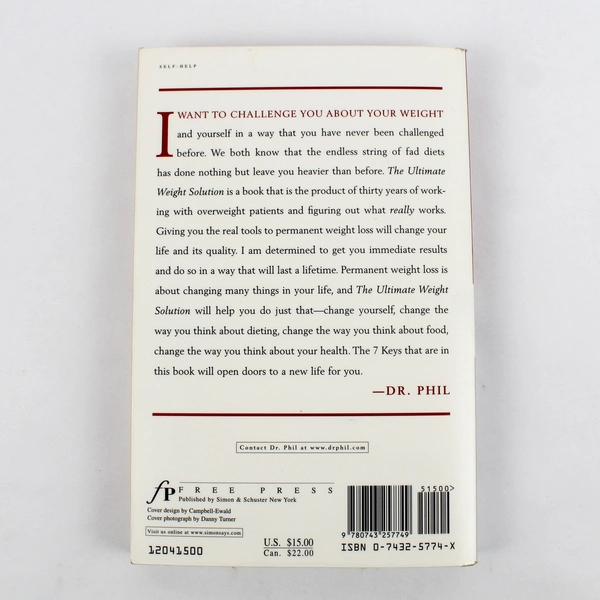 SELF-HELP
I WANT TO CHALLENGE YOU ABOUT YOUR WEIGHT
and yourself in a way that you have never been challenged
before. We both know that the endless string of fad diets
has done nothing but leave you heavier than before. The Ultimate
Weight Solution is a book that is the product of thirty years of work-
ing with overweight patients and figuring out what really works.
Giving you the real tools to permanent weight loss will change your
life and its quality. I am determined to get you immediate results
and do so in a way that will last a lifetime. Permanent weight loss is
about changing many things in your life, and The Ultimate Weight
Solution will help you do just that—change yourself, change the
way you think about dieting, change the way you think about food,
change the way you think about your health. The 7 Keys that are in
this book will open doors to a new life for you.
—DR. PHIL
Contact Dr. Phil at www.drphil.com
fP FREE PRESS
Published by Simon & Schuster New York
Cover design by Campbell-Ewald
Cover photograph by Danny Turner
Visit us online at www.simonsays.com
12041500
U.S. $15.00
Can. $22.00
51500>
9 780743 257749
ISBN 0-7432-5774-X